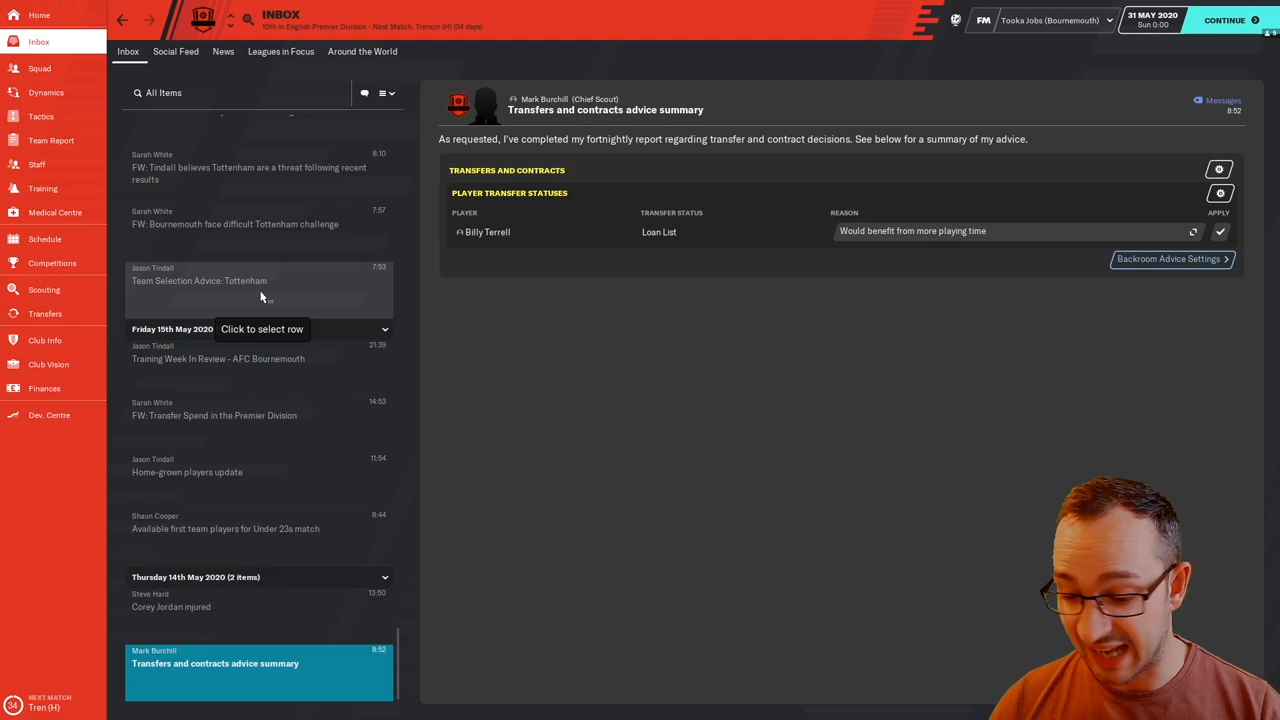 Home
Inbox
Squad
Dynamics
Tactics
Team Report
Staff
Training
Medical Centre
Schedule
Competitions
Scouting
Transfers
Club Info
Club Vision
Finances
Dev. Centre
34
NEXT MATCH
Tren (H)
INBOX
10th in English Premier Division - Next Match: Trencin (H) (34 days)
FM
Tooka Jobs (Bournemouth)
31 MAY 2020
Sun 0:00
CONTINUE
5
Inbox
Social Feed
News
Leagues in Focus
Around the World
All Items
Sarah White
8:10
FW: Tindall believes Tottenham are a threat following recent
results
Sarah White
7:57
FW: Bournemouth face difficult Tottenham challenge
Jason Tindall
7:53
Team Selection Advice: Tottenham
Friday 15th May 2020
Click to select row
Jason Tindall
21:39
Training Week In Review - AFC Bournemouth
Sarah White
14:53
FW: Transfer Spend in the Premier Division
Jason Tindall
11:54
Home-grown players update
Shaun Cooper
8:44
Available first team players for Under 23s match
Thursday 14th May 2020 (2 items)
Steve Hard
13:50
Corey Jordan injured
Mark Burchill
8:52
Transfers and contracts advice summary
Mark Burchill (Chief Scout)
Transfers and contracts advice summary
Messages
8:52
As requested, I've completed my fortnightly report regarding transfer and contract decisions. See below for a summary of my advice.
TRANSFERS AND CONTRACTS
PLAYER TRANSFER STATUSES
PLAYER
TRANSFER STATUS
REASON
APPLY
Billy Terrell
Loan List
Would benefit from more playing time
Backroom Advice Settings